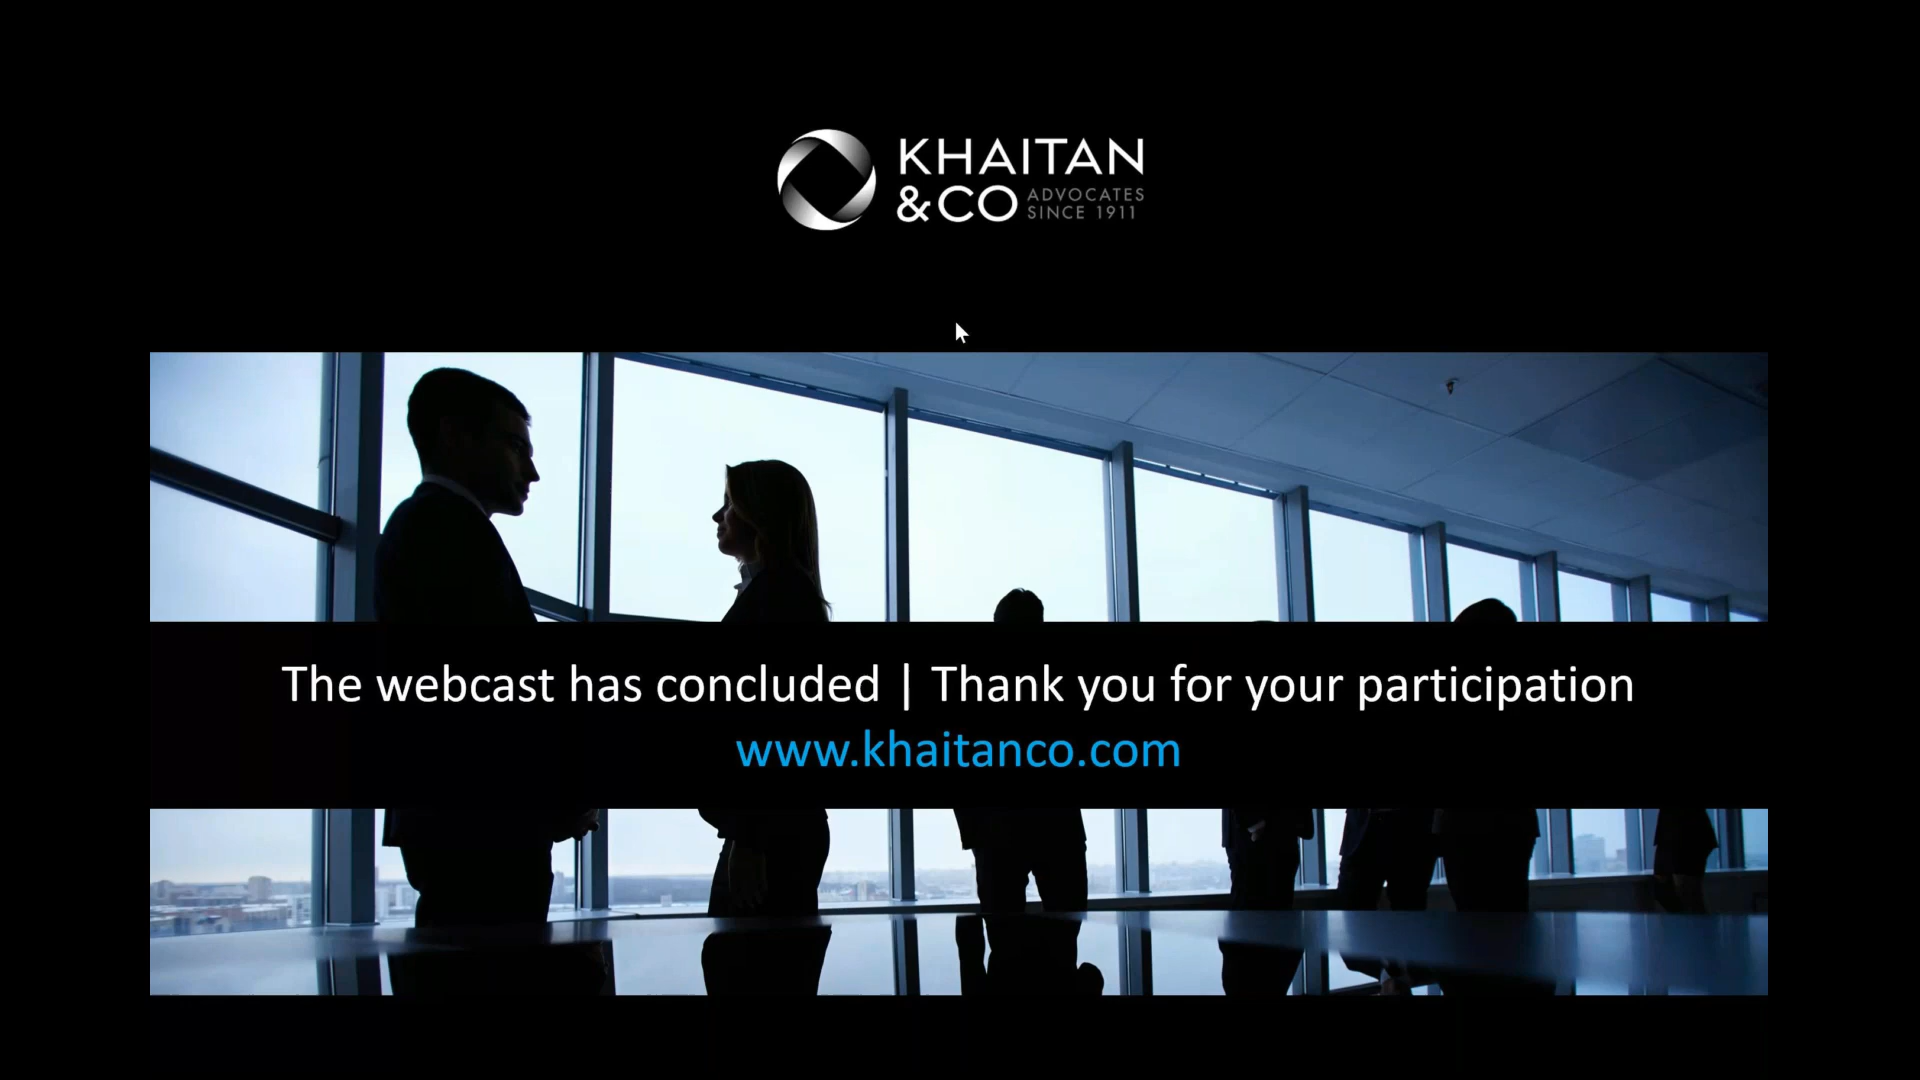 KHAITAN
&CO ADVOCATES
SINCE 1911
The webcast has concluded | Thank you for your participation
www.khaitanco.com